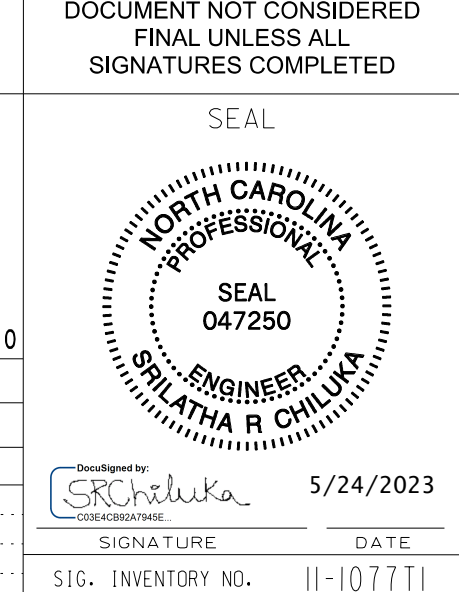 DOCUMENT NOT CONSIDERED
FINAL UNLESS ALL
SIGNATURES COMPLETED
SEAL
NORTH CAROLINA
PROFESSIONAL
SEAL
047250
ENGINEER
SRILATHA R CHILUKA
0
DocuSigned by:
SRChiluka
C03E4CB92A7945E...
5/24/2023
SIGNATURE
DATE
SIG. INVENTORY NO.
11-1077T1